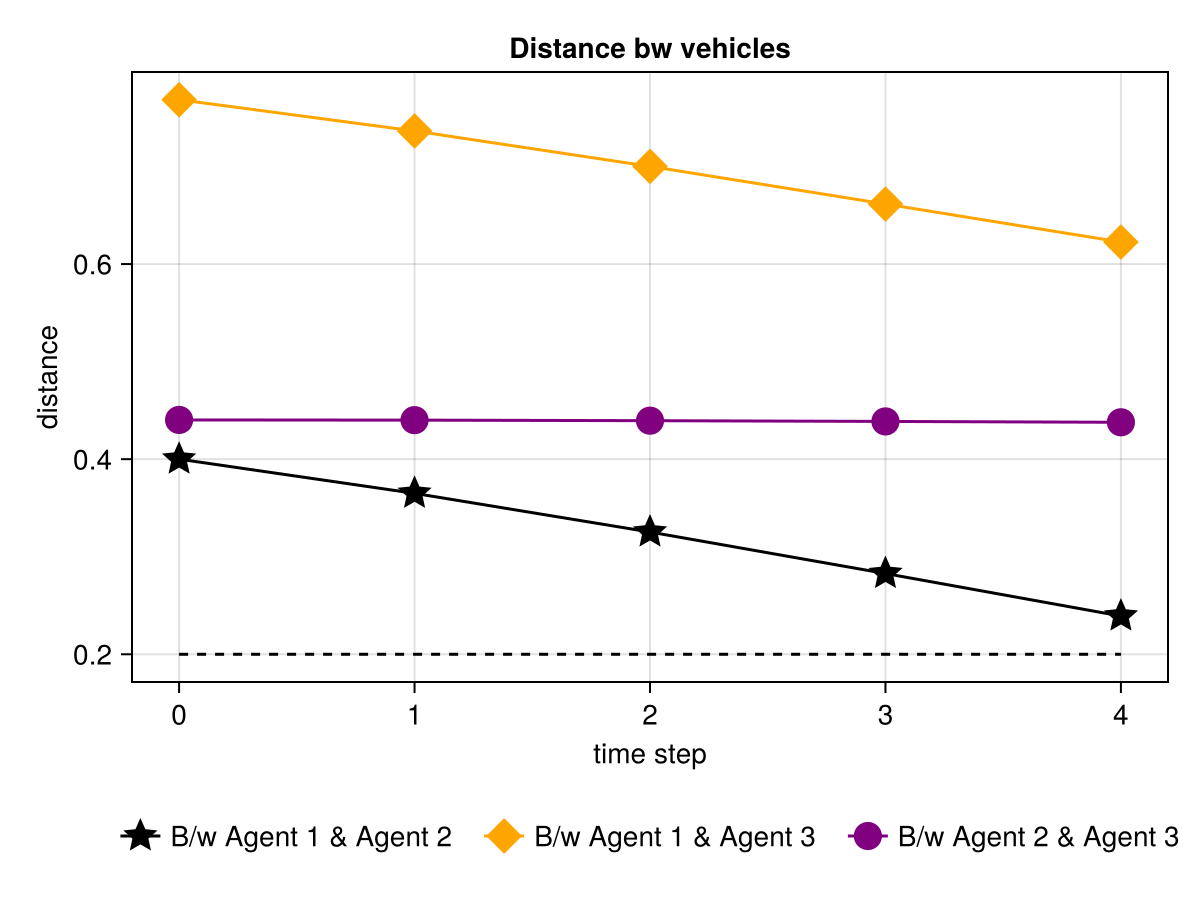 Distance bw vehicles
0.6
0.4
0.2
distance
0 1 2 3 4
time step
B/w Agent 1 & Agent 2 B/w Agent 1 & Agent 3 B/w Agent 2 & Agent 3